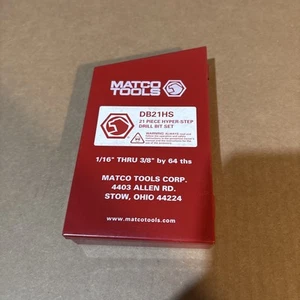 MATCO
TOOLS
DB21HS
21 PIECE HYPER STEP
DRILL BIT SET
1/16" THRU 3/8" by 64 ths
MATCO TOOLS CORP.
4403 ALLEN RD.
STOW, OHIO 44224
www.matcotools.com